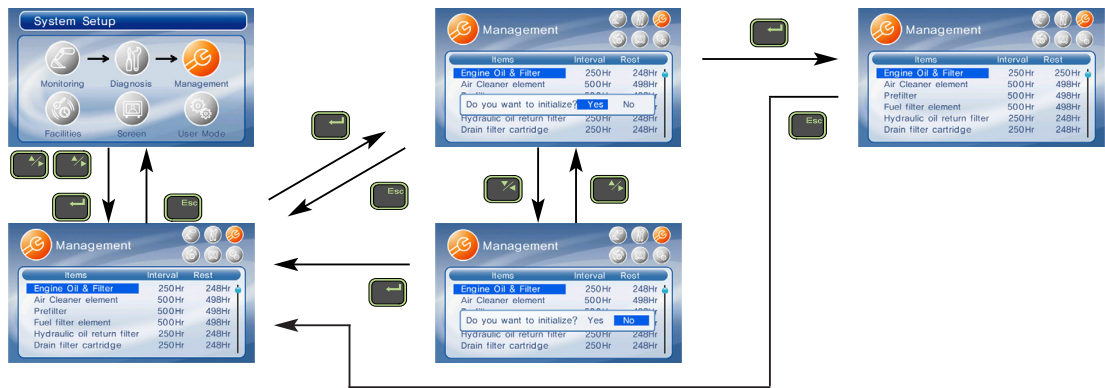 System Setup
Monitoring Diagnosis Management
Facilities Screen User Mode
Esc
Management
Items Interval Rest
Engine Oil & Filter 250Hr 248Hr
Air Cleaner element 500Hr 498Hr
Prefilter 500Hr 498Hr
Fuel filter element 500Hr 498Hr
Hydraulic oil return filter 250Hr 248Hr
Drain filter cartridge 250Hr 248Hr
Esc
Management
Items Interval Rest
Engine Oil & Filter 250Hr 248Hr
Air Cleaner element 500Hr 498Hr
Do you want to initialize? Yes No
Hydraulic oil return filter 250Hr 248Hr
Drain filter cartridge 250Hr 248Hr
Management
Items Interval Rest
Engine Oil & Filter 250Hr 248Hr
Air Cleaner element 500Hr 498Hr
Do you want to initialize? Yes No
Hydraulic oil return filter 250Hr 248Hr
Drain filter cartridge 250Hr 248Hr
Esc
Management
Items Interval Rest
Engine Oil & Filter 250Hr 250Hr
Air Cleaner element 500Hr 498Hr
Prefilter 500Hr 498Hr
Fuel filter element 500Hr 498Hr
Hydraulic oil return filter 250Hr 248Hr
Drain filter cartridge 250Hr 248Hr